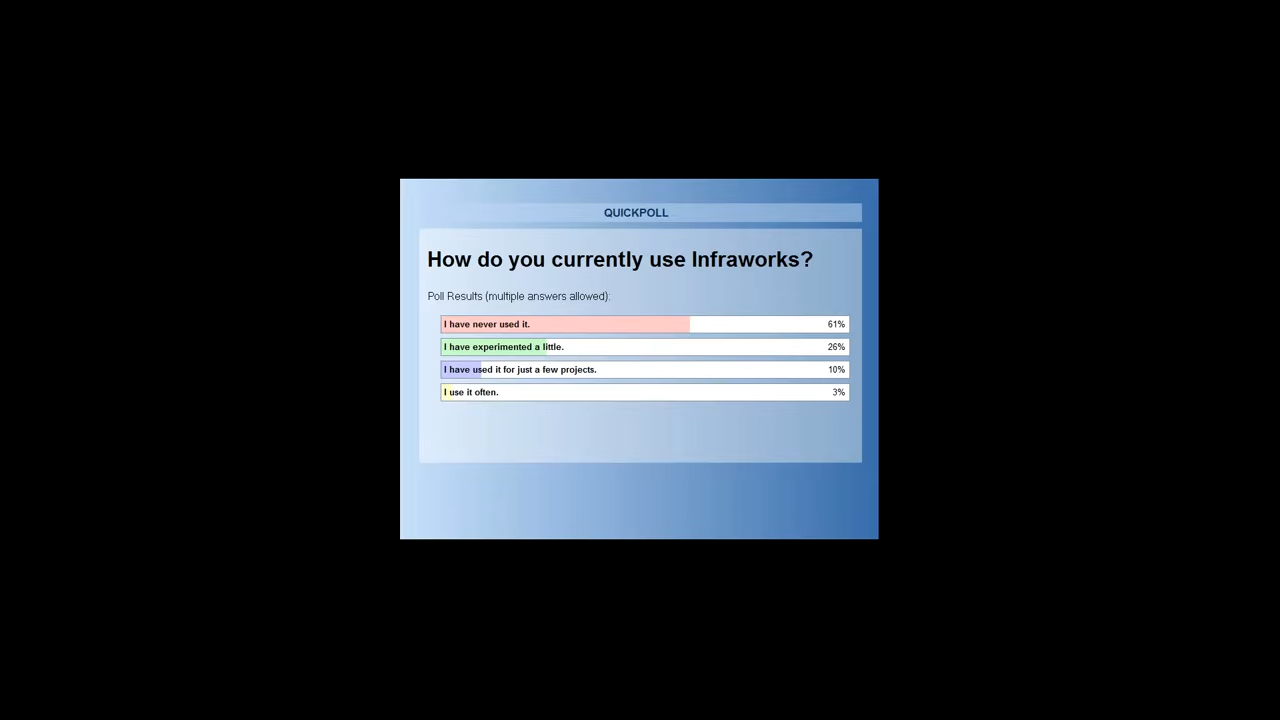 QUICKPOLL
How do you currently use Infraworks?
Poll Results (multiple answers allowed):
I have never used it. 61%
I have experimented a little. 26%
I have used it for just a few projects. 10%
I use it often. 3%